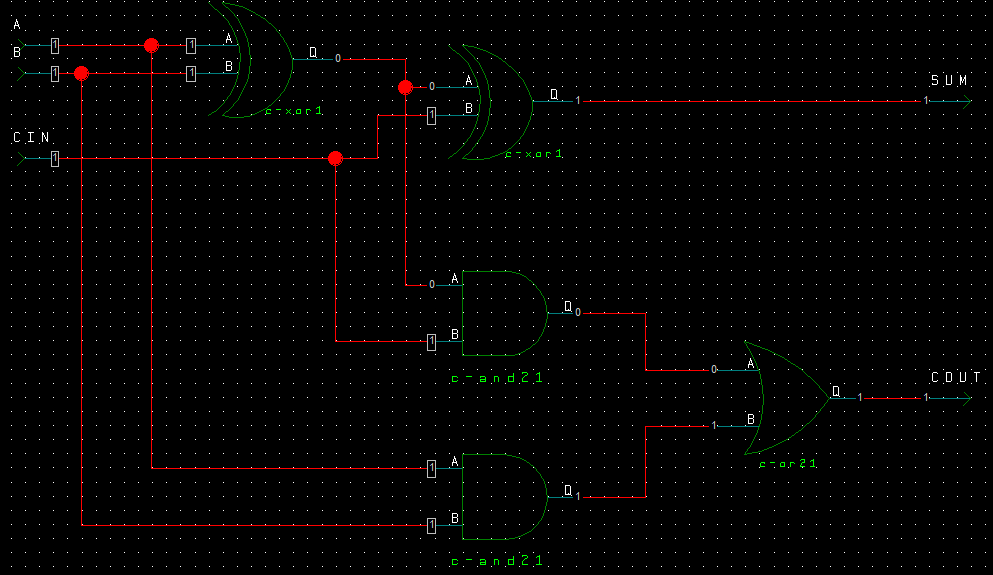 A
1 1 A
Q 0
B
1 1 B
c-xor1
0 A
Q 1 1 SUM
1 B
c-xor1
CIN
1
0 A
Q 0
1 B
c-and21
0 A
Q 1 1 COUT
1 B
c-or21
1 A
Q 1
1 B
c-and21